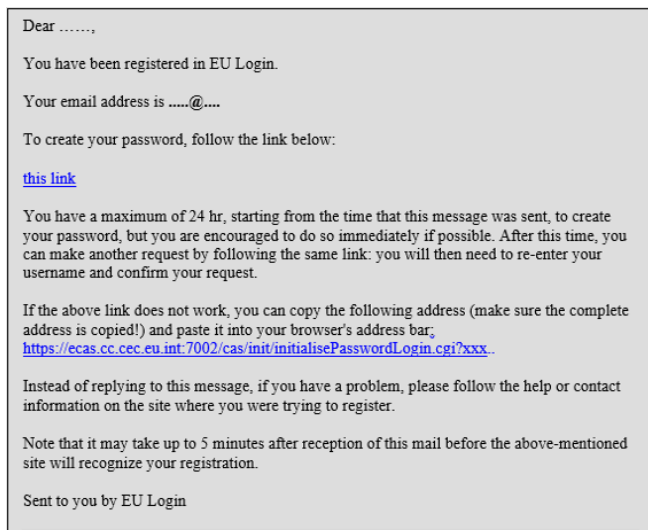 Dear ……,
You have been registered in EU Login.
Your email address is .....@....
To create your password, follow the link below:
this link
You have a maximum of 24 hr, starting from the time that this message was sent, to create
your password, but you are encouraged to do so immediately if possible. After this time, you
can make another request by following the same link: you will then need to re-enter your
username and confirm your request.
If the above link does not work, you can copy the following address (make sure the complete
address is copied!) and paste it into your browser's address bar:
https://ecas.cc.cec.eu.int:7002/cas/init/initialisePasswordLogin.cgi?xxx..
Instead of replying to this message, if you have a problem, please follow the help or contact
information on the site where you were trying to register.
Note that it may take up to 5 minutes after reception of this mail before the above-mentioned
site will recognize your registration.
Sent to you by EU Login